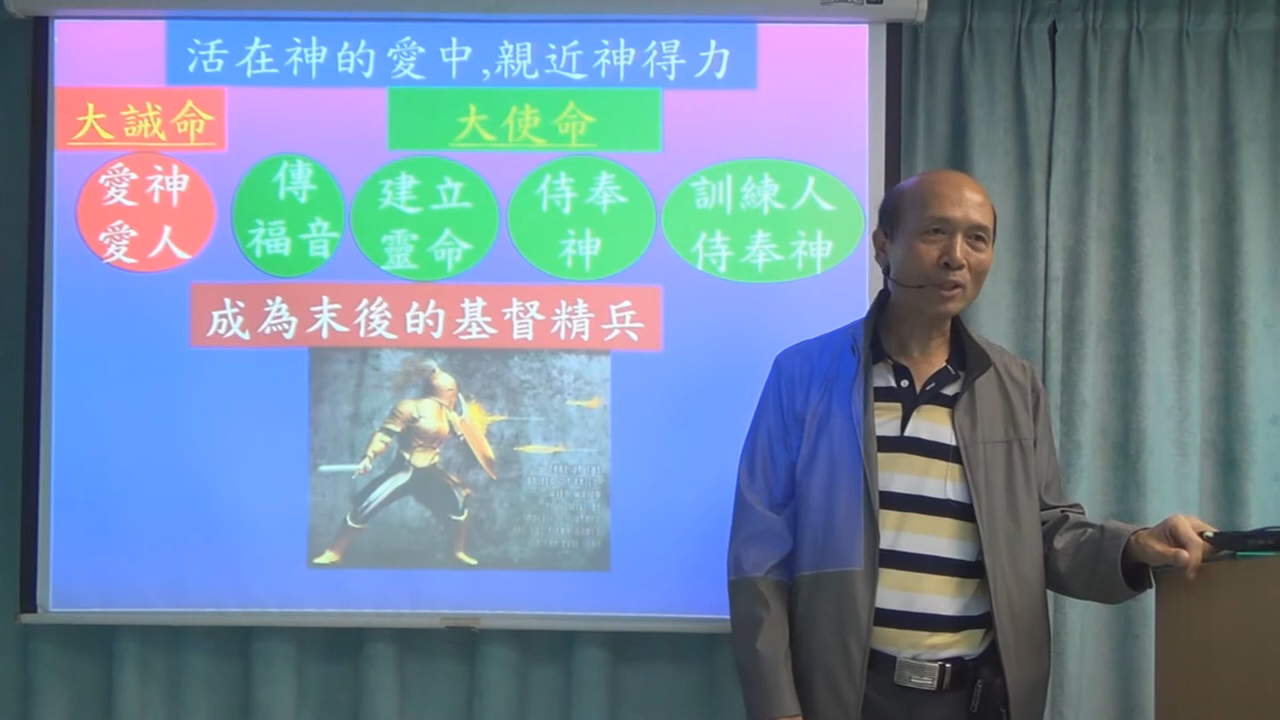 活在神的愛中,親近神得力
大誡命
大使命
愛神
愛人
傳
福音
建立
靈命
侍奉
神
訓練人
侍奉神
成為末後的基督精兵